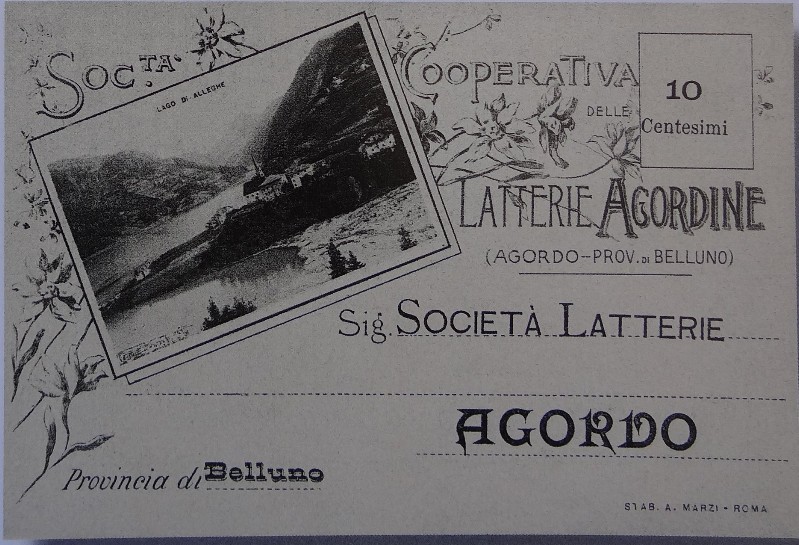 SOC.TÀ COOPERATIVA
DELLE
LATTERIE AGORDINE
(AGORDO-PROV. DI BELLUNO)
10
Centesimi
LAGO DI ALLEGHE
Sig. SOCIETÀ LATTERIE
AGORDO
Provincia di Belluno
STAB. A. MARZI - ROMA